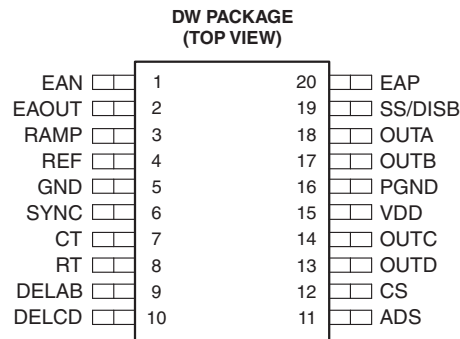 DW PACKAGE
(TOP VIEW)
EAN 1 20 EAP
EAOUT 2 19 SS/DISB
RAMP 3 18 OUTA
REF 4 17 OUTB
GND 5 16 PGND
SYNC 6 15 VDD
CT 7 14 OUTC
RT 8 13 OUTD
DELAB 9 12 CS
DELCD 10 11 ADS